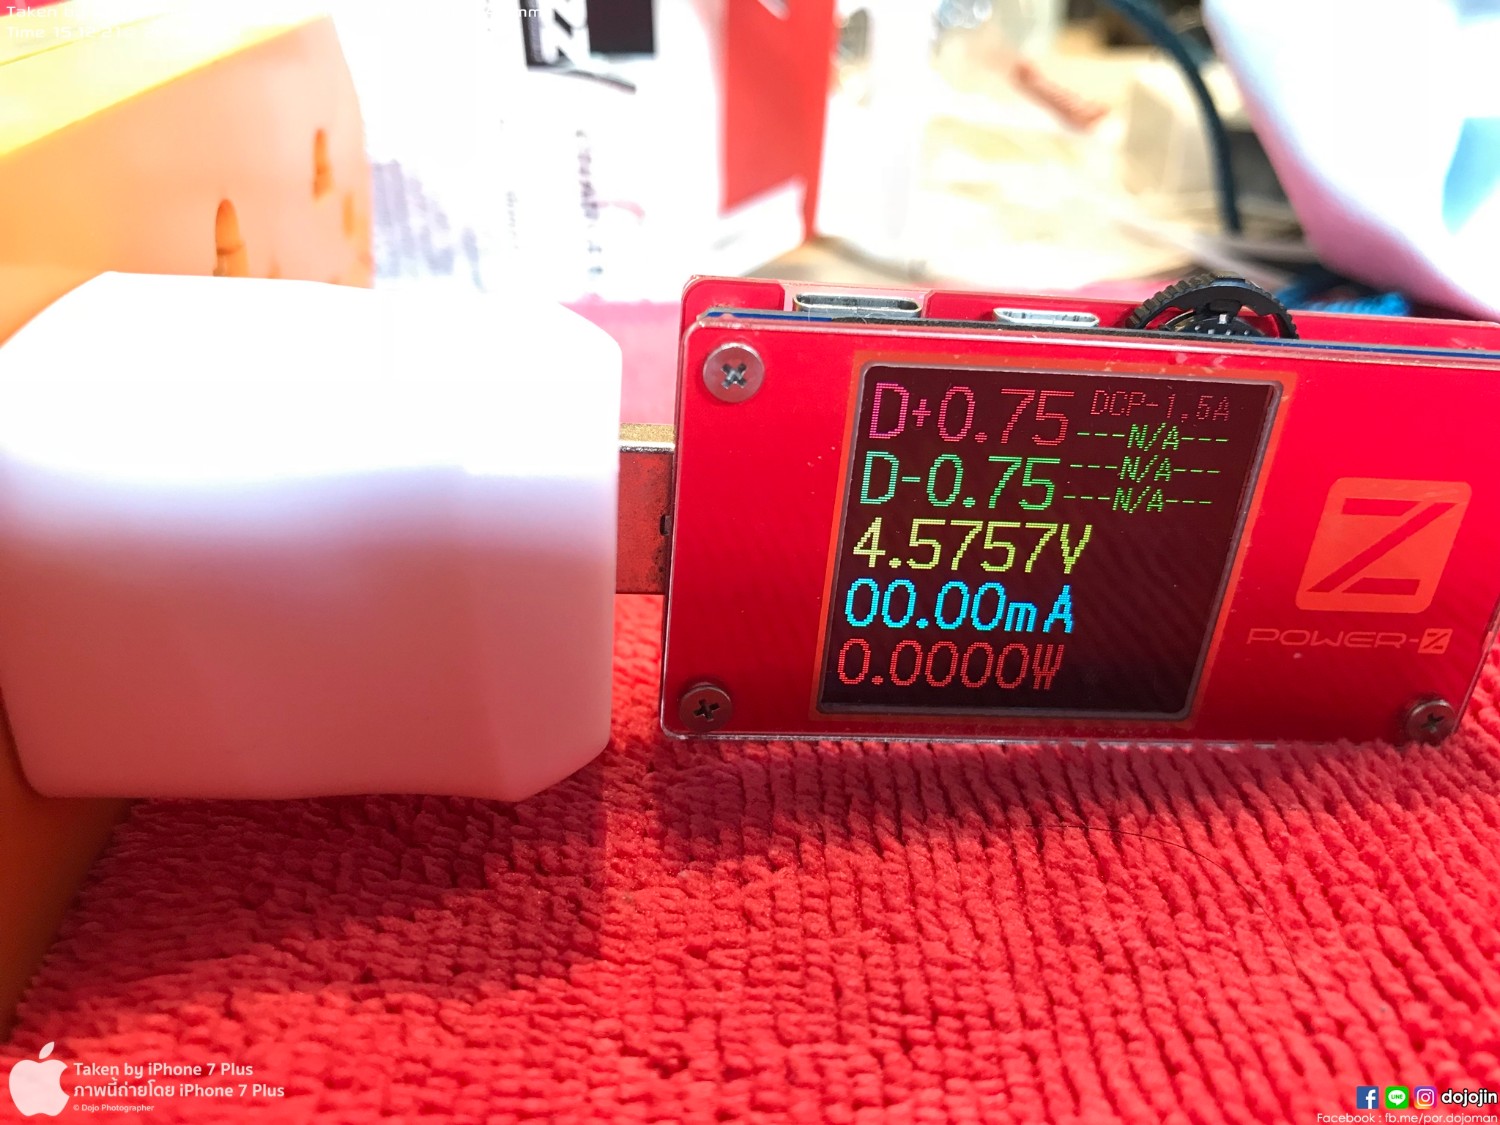 Taken
Time
D+0.75 DCP-1.5A
---N/A---
D-0.75 ---N/A---
---N/A---
4.5757V
00.00mA
0.0000W
Z
POWER-Z
Taken by iPhone 7 Plus
ภาพนี้ถ่ายโดย iPhone 7 Plus
© Dojo Photographer
dojojin
Facebook : fb.me/por.dojoman